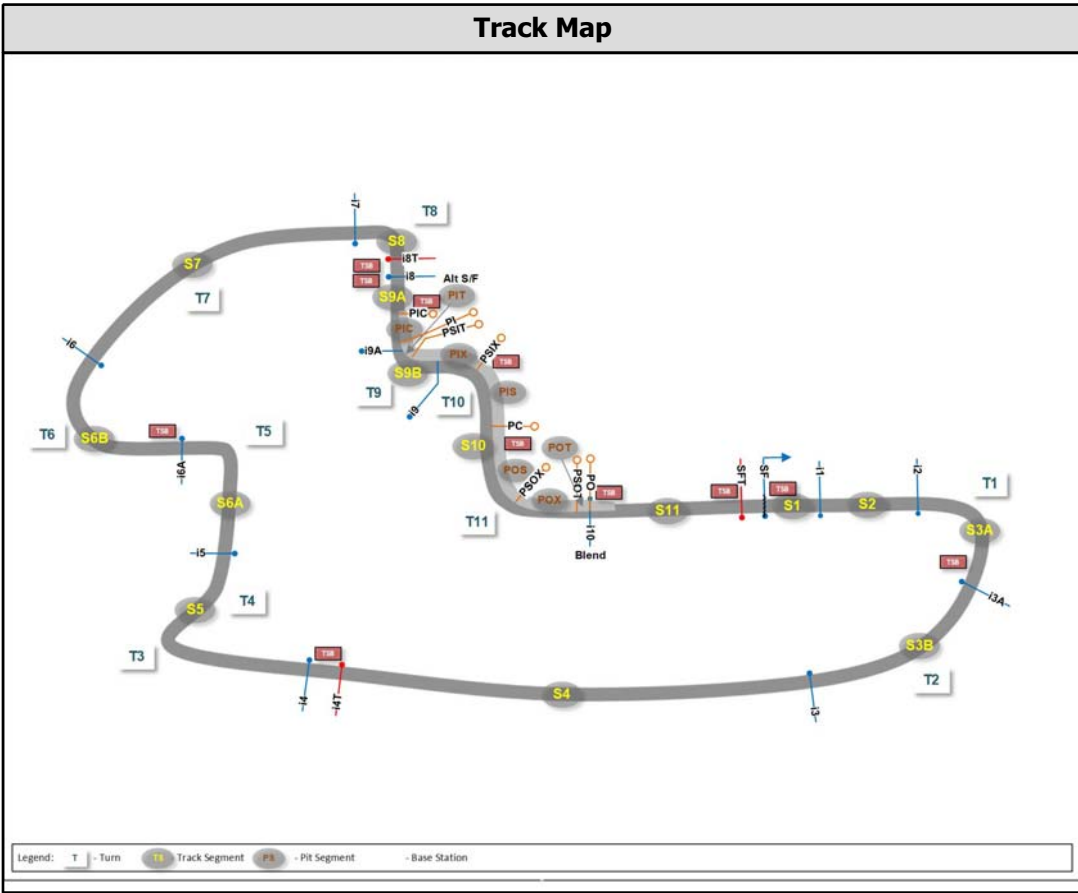 Track Map
T8
i7
S8
S7
i8T
TSB
TSB
i8
Alt S/F
S9A
TSB
PIT
T7
PIC
PI
PSIT
PIC
i6
i9A
PIX
PSIX
TSB
S9B
T9
T10
PIS
i9
T6
S6B
TSB
T5
i6A
S10
PC
TSB
POT
POS
PSOX
PSOT
PO
S6A
POX
TSB
T11
S11
TSB
SFT
SF
TSB
S1
i1
S2
i2
T1
S3A
i10
Blend
i5
TSB
i3A
S5
T4
T3
TSB
S3B
T2
i4
i4T
S4
i3
Legend: T - Turn T# - Track Segment P# - Pit Segment - Base Station